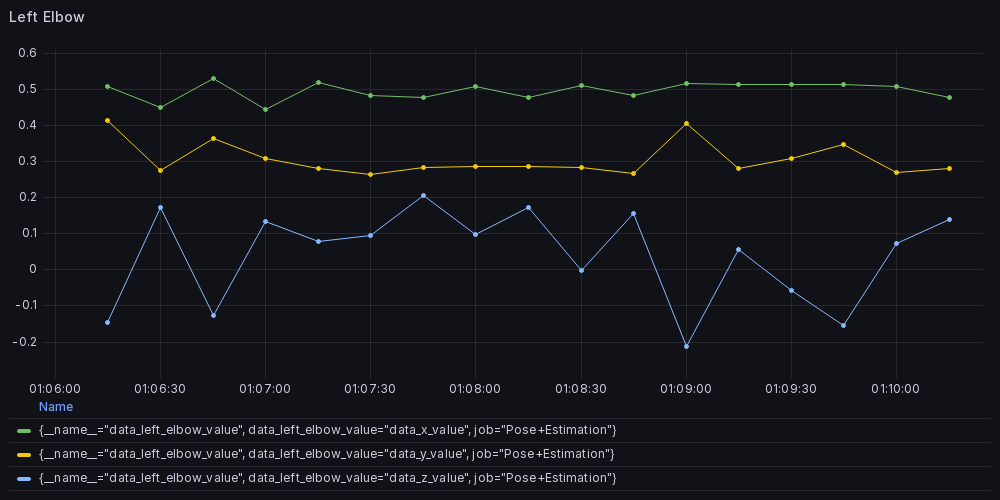 Left Elbow
0.6
0.5
0.4
0.3
0.2
0.1
0
-0.1
-0.2
01:06:00 01:06:30 01:07:00 01:07:30 01:08:00 01:08:30 01:09:00 01:09:30 01:10:00
Name
{__name__="data_left_elbow_value", data_left_elbow_value="data_x_value", job="Pose+Estimation"}
{__name__="data_left_elbow_value", data_left_elbow_value="data_y_value", job="Pose+Estimation"}
{__name__="data_left_elbow_value", data_left_elbow_value="data_z_value", job="Pose+Estimation"}